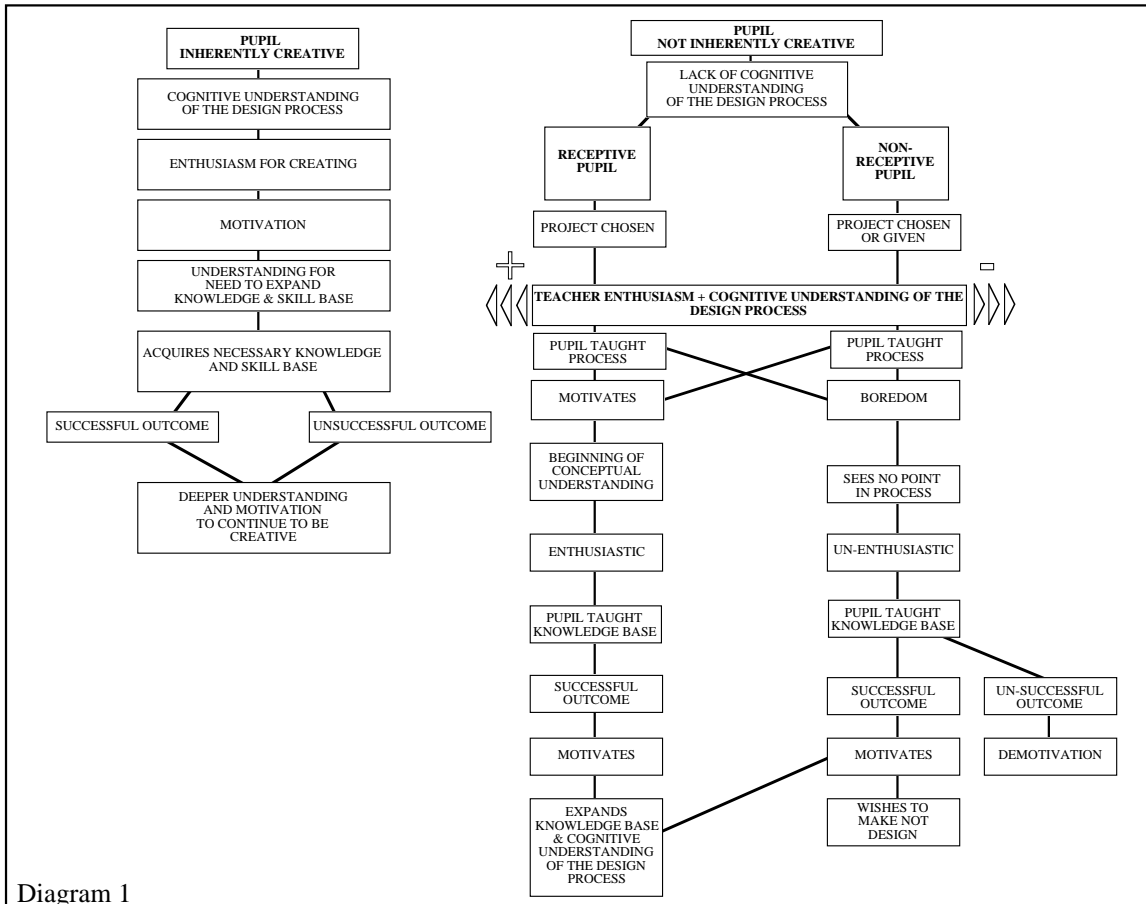 PUPIL
INHERENTLY CREATIVE
COGNITIVE UNDERSTANDING
OF THE DESIGN PROCESS
ENTHUSIASM FOR CREATING
MOTIVATION
UNDERSTANDING FOR
NEED TO EXPAND
KNOWLEDGE & SKILL BASE
ACQUIRES NECESSARY KNOWLEDGE
AND SKILL BASE
SUCCESSFUL OUTCOME
UNSUCCESSFUL OUTCOME
DEEPER UNDERSTANDING
AND MOTIVATION
TO CONTINUE TO BE
CREATIVE
PUPIL
NOT INHERENTLY CREATIVE
LACK OF COGNITIVE
UNDERSTANDING
OF THE DESIGN PROCESS
RECEPTIVE
PUPIL
NON-
RECEPTIVE
PUPIL
PROJECT CHOSEN
PROJECT CHOSEN
OR GIVEN
+
-
TEACHER ENTHUSIASM + COGNITIVE UNDERSTANDING OF THE
DESIGN PROCESS
PUPIL TAUGHT
PROCESS
PUPIL TAUGHT
PROCESS
MOTIVATES
BOREDOM
BEGINNING OF
CONCEPTUAL
UNDERSTANDING
SEES NO POINT
IN PROCESS
ENTHUSIASTIC
UN-ENTHUSIASTIC
PUPIL TAUGHT
KNOWLEDGE BASE
PUPIL TAUGHT
KNOWLEDGE BASE
SUCCESSFUL
OUTCOME
SUCCESSFUL
OUTCOME
UN-SUCCESSFUL
OUTCOME
MOTIVATES
MOTIVATES
DEMOTIVATION
EXPANDS
KNOWLEDGE BASE
& COGNITIVE
UNDERSTANDING
OF THE DESIGN
PROCESS
WISHES TO
MAKE NOT
DESIGN
Diagram 1